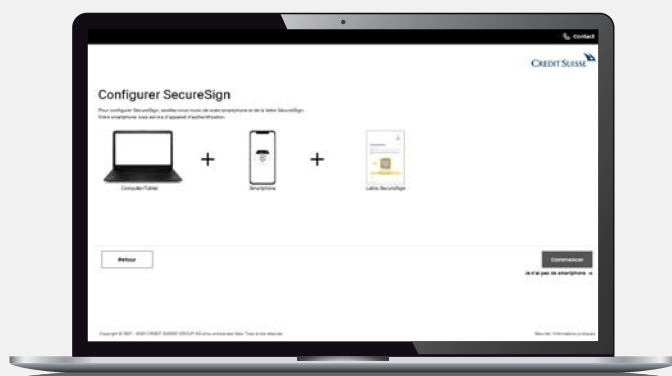 Contact
CREDIT SUISSE
Configurer SecureSign
Pour configurer SecureSign, veuillez vous munir de votre smartphone et de la lettre SecureSign.
Votre smartphone vous servira d'appareil d'authentification.
Computer/Tablet
Smartphone
Lettre SecureSign
Retour
Commencer
Je n'ai pas de smartphone